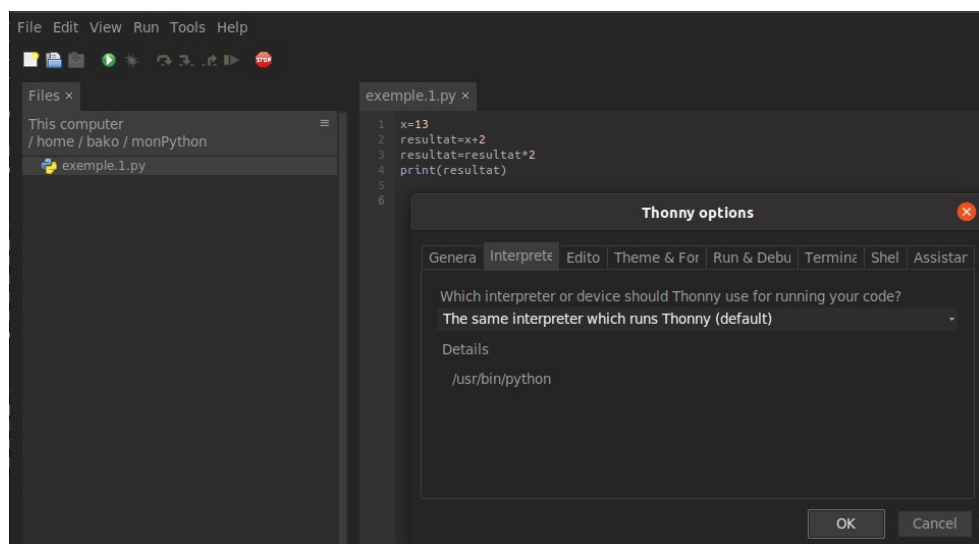 File Edit View Run Tools Help
STOP
Files ×
This computer
/ home / bako / monPython
exemple.1.py
exemple.1.py ×
1 x=13
2 resultat=x+2
3 resultat=resultat*2
4 print(resultat)
5
6
Thonny options
Genera Interprete Edito Theme & For Run & Debu Termina Shel Assistar
Which interpreter or device should Thonny use for running your code?
The same interpreter which runs Thonny (default)
Details
/usr/bin/python
OK Cancel